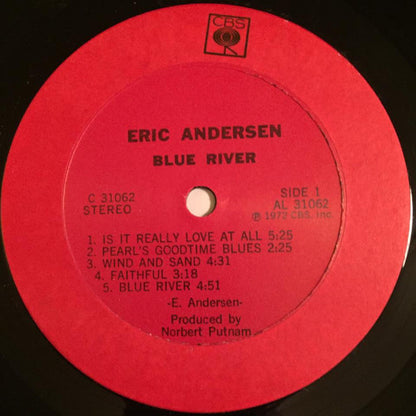 CBS
ERIC ANDERSEN
BLUE RIVER
C 31062
STEREO
SIDE 1
AL 31062
℗ 1972 CBS, Inc.
1. IS IT REALLY LOVE AT ALL 5:25
2. PEARL'S GOODTIME BLUES 2:25
3. WIND AND SAND 4:31
4. FAITHFUL 3:18
5. BLUE RIVER 4:51
-E. Andersen-
Produced by
Norbert Putnam